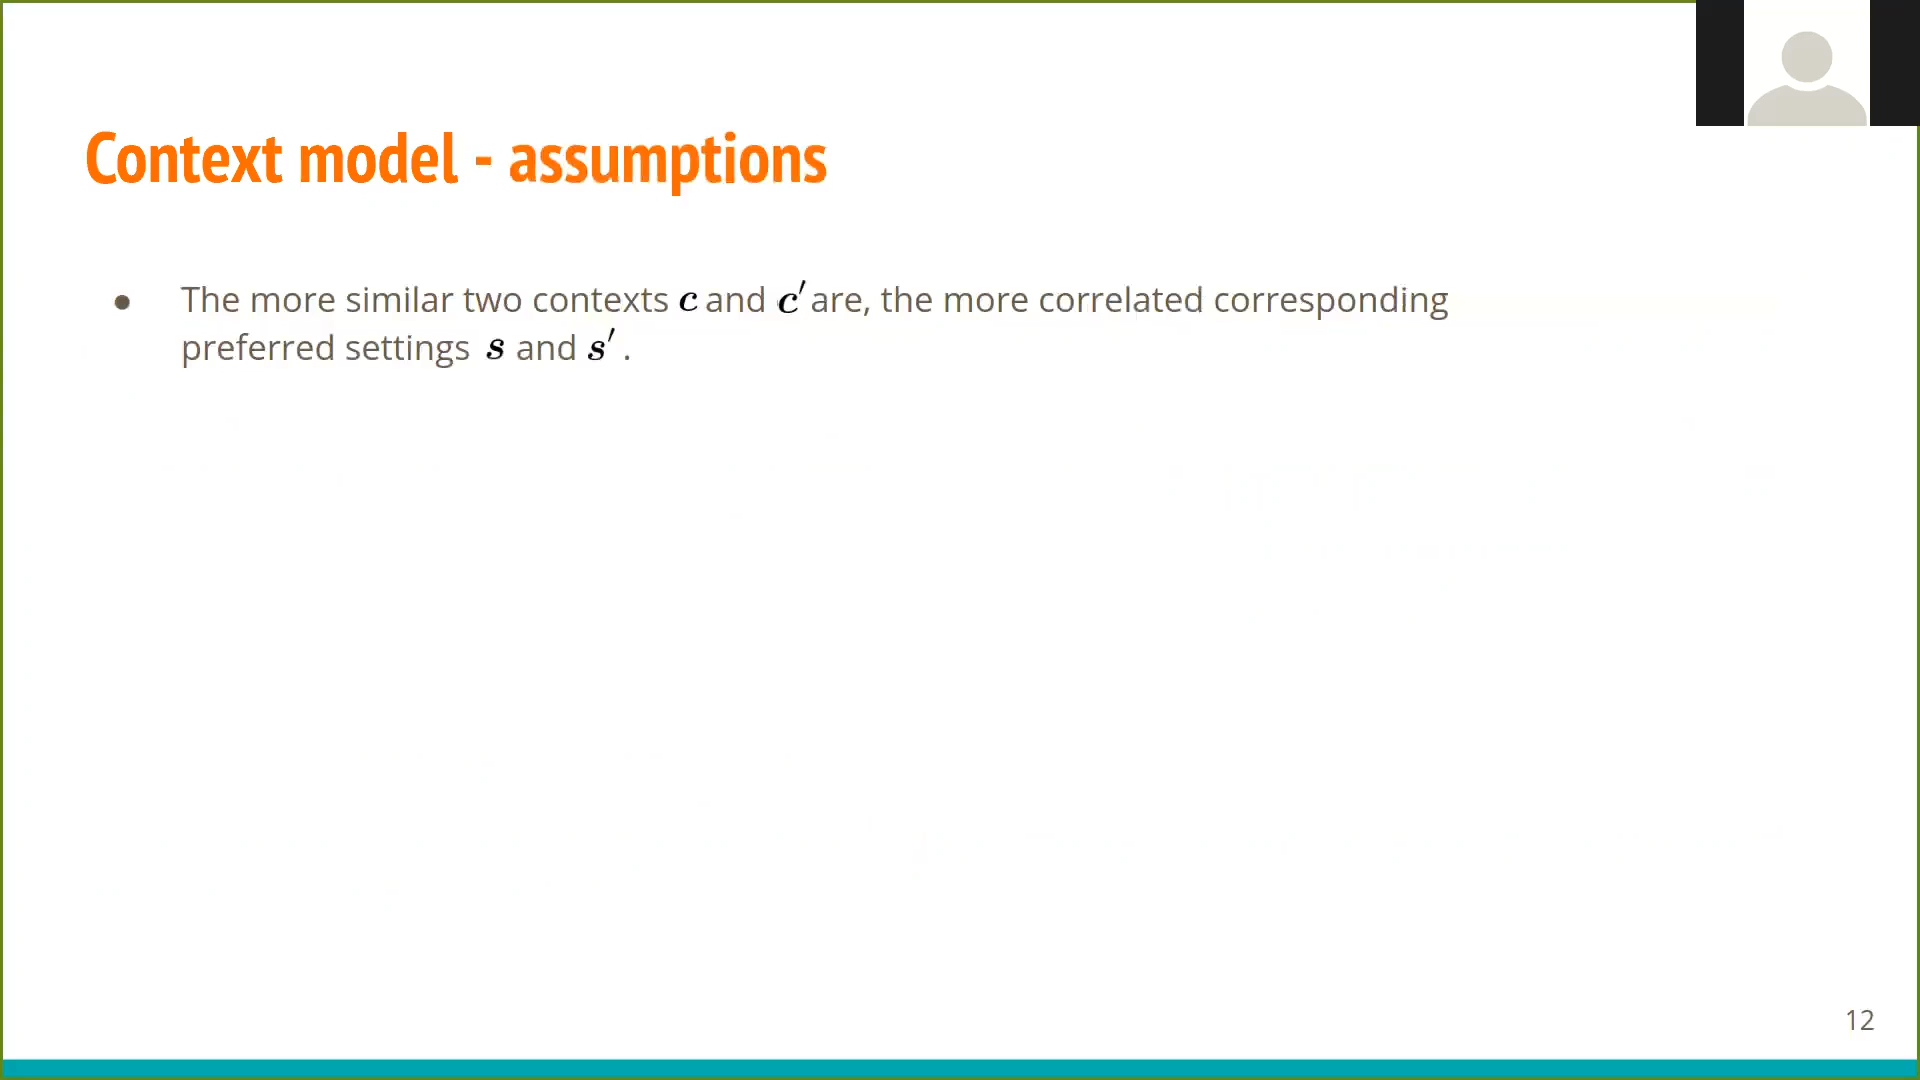 Context model - assumptions
● The more similar two contexts c and c′ are, the more correlated corresponding
preferred settings s and s′ .
12